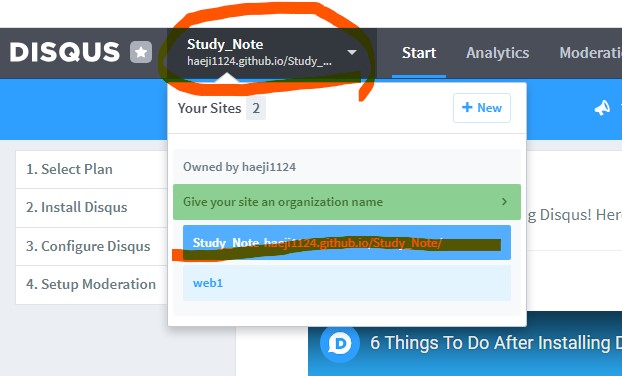 DISQUS
Study_Note
haeji1124.github.io/Study_...
Start
Analytics
Moderation
Your Sites 2
+ New
Owned by haeji1124
Give your site an organization name
Study_Note haeji1124.github.io/Study_Note/
web1
1. Select Plan
2. Install Disqus
3. Configure Disqus
4. Setup Moderation
g Disqus! Her
6 Things To Do After Installing D